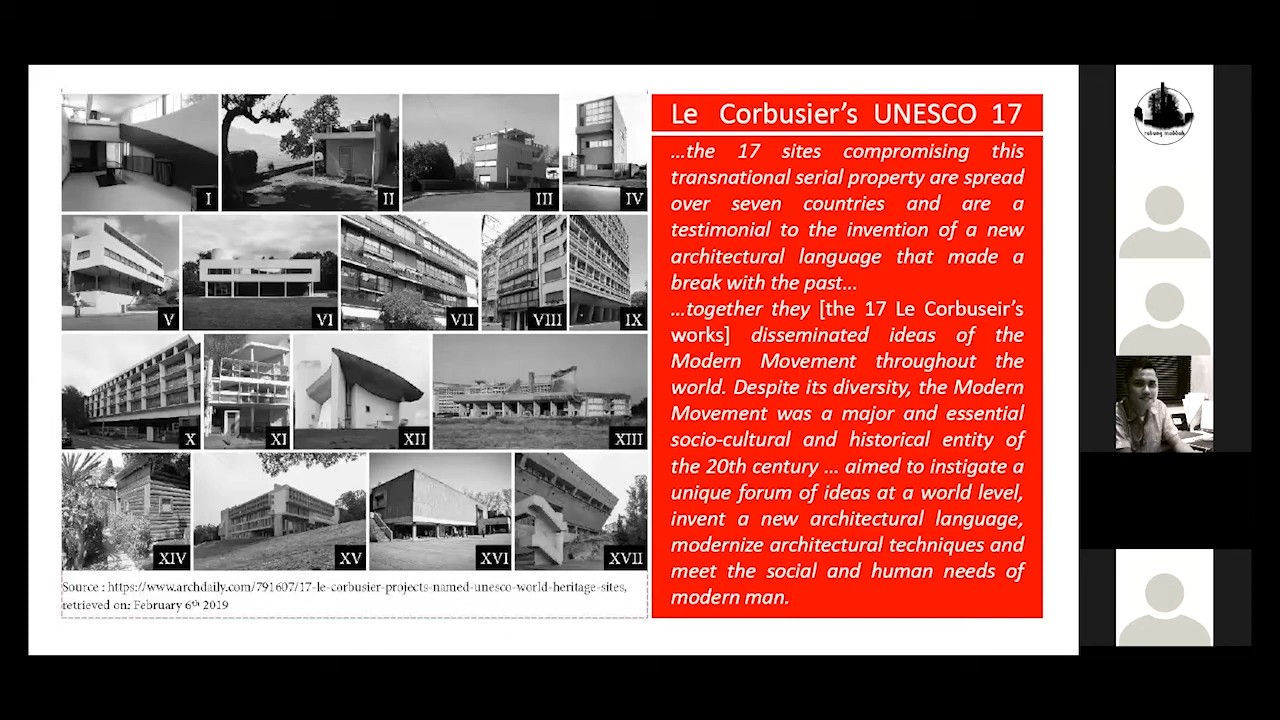 I
II
III
IV
V
VI
VII
VIII
IX
X
XI
XII
XIII
XIV
XV
XVI
XVII
Source : https://www.archdaily.com/791607/17-le-corbusier-projects-named-unesco-world-heritage-sites,
retrieved on: February 6th 2019
Le Corbusier’s UNESCO 17
…the 17 sites compromising this
transnational serial property are spread
over seven countries and are a
testimonial to the invention of a new
architectural language that made a
break with the past…
…together they [the 17 Le Corbuseir’s
works] disseminated ideas of the
Modern Movement throughout the
world. Despite its diversity, the Modern
Movement was a major and essential
socio-cultural and historical entity of
the 20th century … aimed to instigate a
unique forum of ideas at a world level,
invent a new architectural language,
modernize architectural techniques and
meet the social and human needs of
modern man.